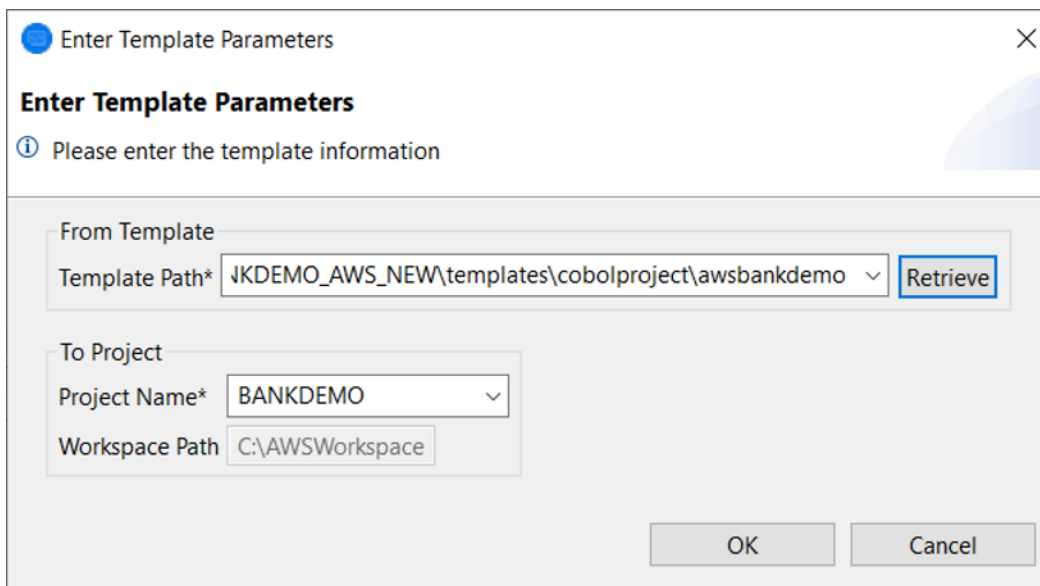 Enter Template Parameters
Enter Template Parameters
Please enter the template information
From Template
Template Path* NKDEMO_AWS_NEW\templates\cobolproject\awsbankdemo Retrieve
To Project
Project Name* BANKDEMO
Workspace Path C:\AWSWorkspace
OK Cancel